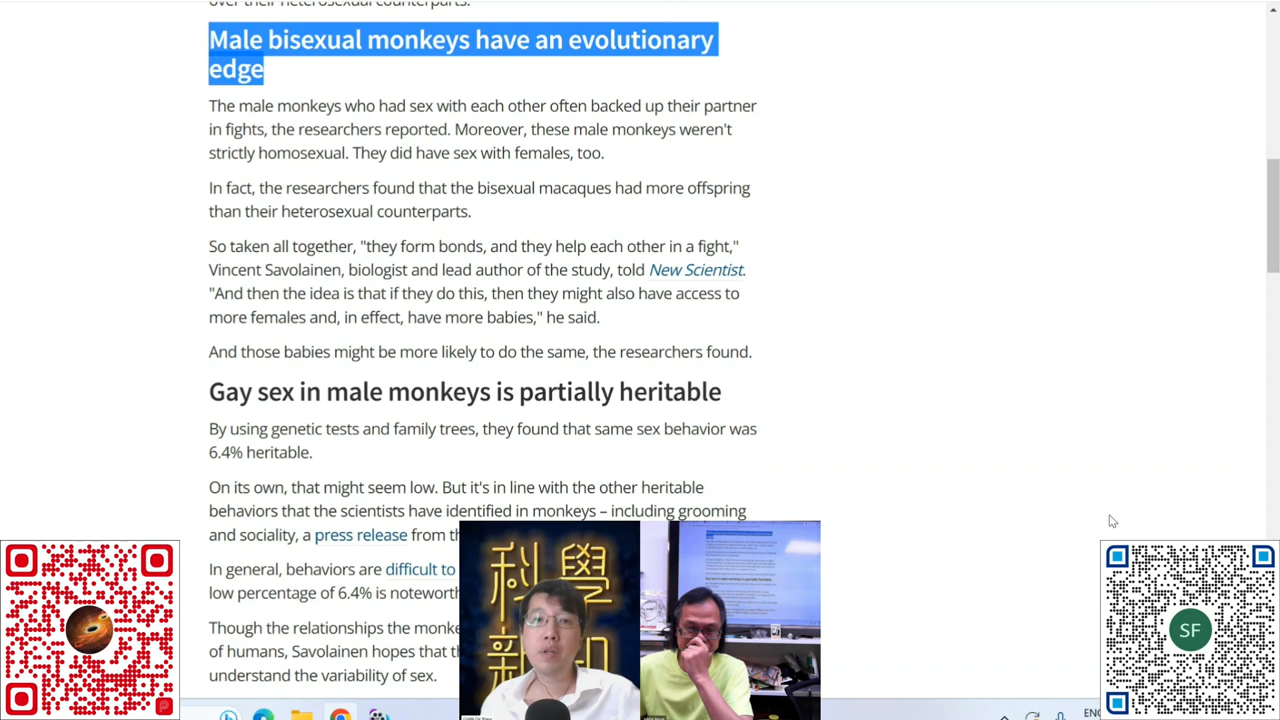 over their heterosexual counterparts.
Male bisexual monkeys have an evolutionary
edge
The male monkeys who had sex with each other often backed up their partner
in fights, the researchers reported. Moreover, these male monkeys weren't
strictly homosexual. They did have sex with females, too.
In fact, the researchers found that the bisexual macaques had more offspring
than their heterosexual counterparts.
So taken all together, "they form bonds, and they help each other in a fight,"
Vincent Savolainen, biologist and lead author of the study, told New Scientist.
"And then the idea is that if they do this, then they might also have access to
more females and, in effect, have more babies," he said.
And those babies might be more likely to do the same, the researchers found.
Gay sex in male monkeys is partially heritable
By using genetic tests and family trees, they found that same sex behavior was
6.4% heritable.
On its own, that might seem low. But it's in line with the other heritable
behaviors that the scientists have identified in monkeys – including grooming
and sociality, a press release from th
In general, behaviors are difficult to
low percentage of 6.4% is notewort
Though the relationships the monke
of humans, Savolainen hopes that th
understand the variability of sex.
科學
新知
SF
ENG